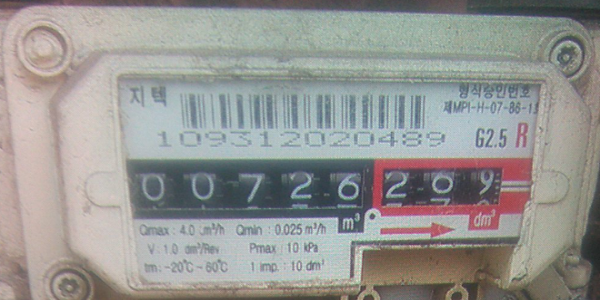 지텍
형식승인번호
제MPI-H-07-86-13
109312020489
G2.5 R
00726 269
m³ dm³
Qmax : 4.0 m³/h Qmin : 0.025 m³/h
V : 1.0 dm³/Rev Pmax : 10 kPa
tm : -20℃ ~60℃ 1 imp. : 10 dm³